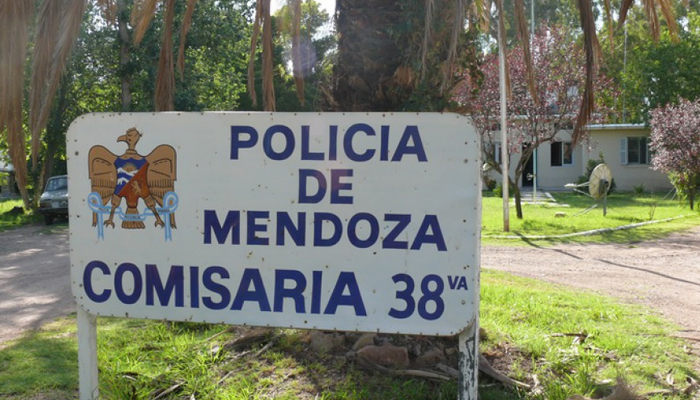 POLICIA
DE
MENDOZA
COMISARIA 38VA